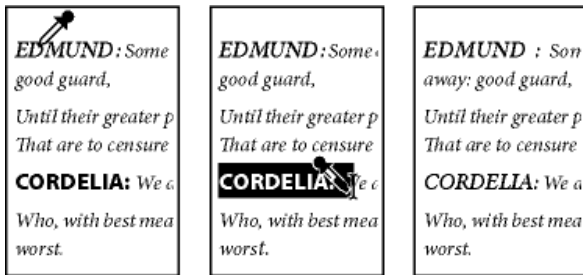 EDMUND: Some
good guard,
Until their greater p
That are to censure
CORDELIA: We
Who, with best mea
worst.
EDMUND: Some
good guard,
Until their greater p
That are to censure
CORDELIA:
Who, with best mea
worst.
EDMUND : Som
away: good guard,
Until their greater p
That are to censure
CORDELIA: We a
Who, with best mea
worst.